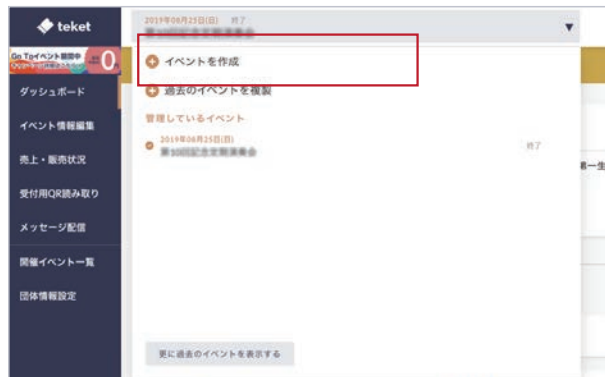 teket
Go Toイベント期間中
0
ダッシュボード
イベント情報編集
売上・販売状況
受付用QR読み取り
メッセージ配信
開催イベント一覧
団体情報設定
2019年08月25日(日) 終了
イベントを作成
過去のイベントを複製
管理しているイベント
2019年08月25日(日)
終了
更に過去のイベントを表示する
第一生